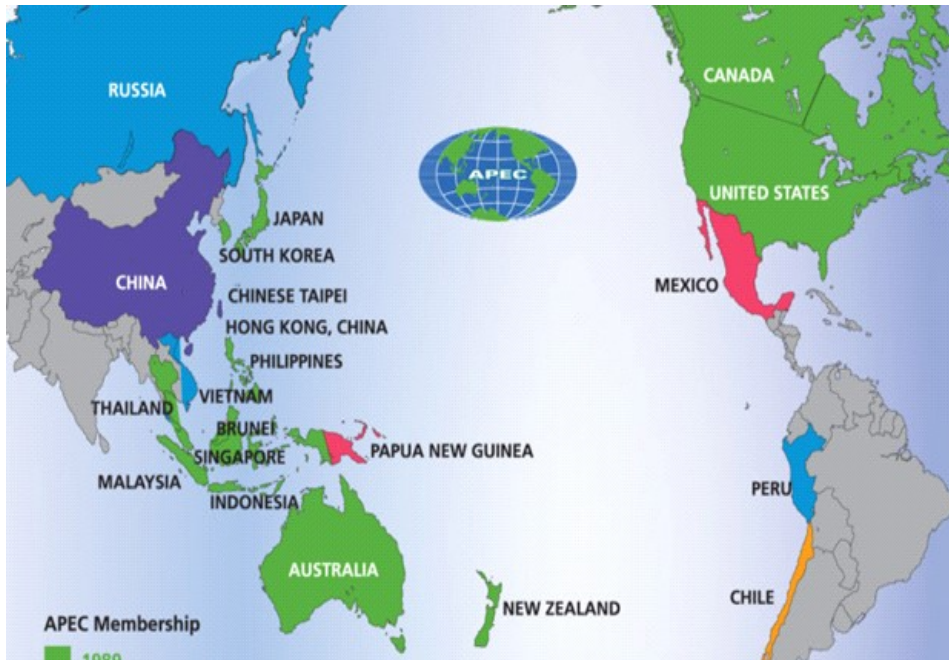 RUSSIA
CANADA
APEC
UNITED STATES
JAPAN
SOUTH KOREA
CHINA
MEXICO
CHINESE TAIPEI
HONG KONG, CHINA
PHILIPPINES
VIETNAM
THAILAND
BRUNEI
SINGAPORE
PAPUA NEW GUINEA
MALAYSIA
INDONESIA
PERU
AUSTRALIA
CHILE
NEW ZEALAND
APEC Membership
1989